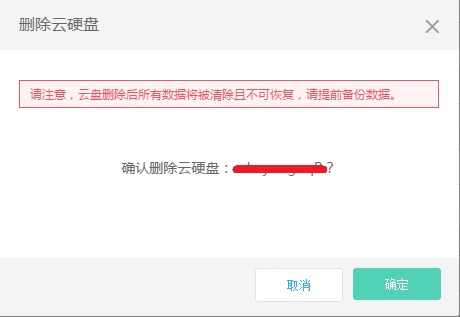 删除云硬盘
请注意，云盘删除后所有数据将被清除且不可恢复，请提前备份数据。
确认删除云硬盘：?
取消
确定